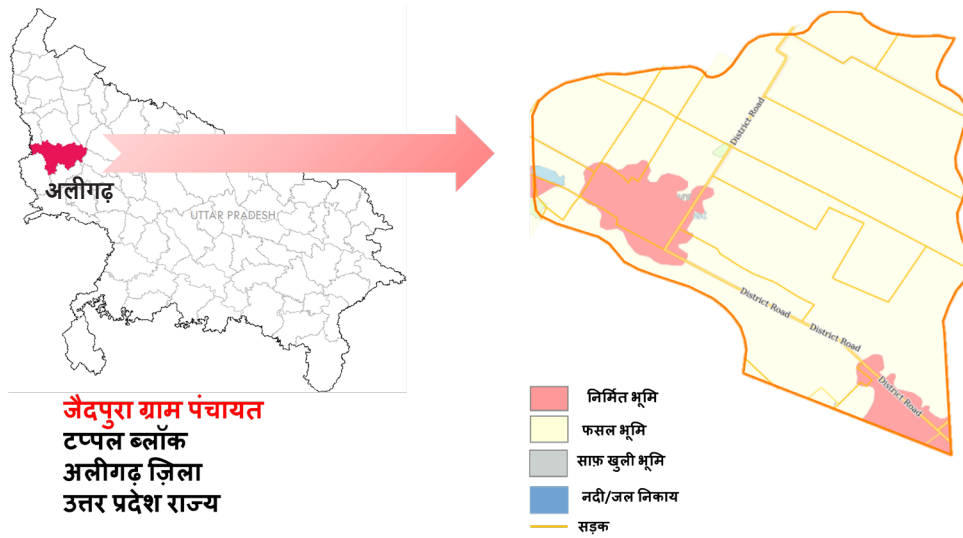 अलीगढ़
UTTAR PRADESH
जैदपुरा ग्राम पंचायत
टप्पल ब्लॉक
अलीगढ़ ज़िला
उत्तर प्रदेश राज्य
District Road
District Road
District Road
District Road
निर्मित भूमि
फसल भूमि
साफ़ खुली भूमि
नदी/जल निकाय
सड़क